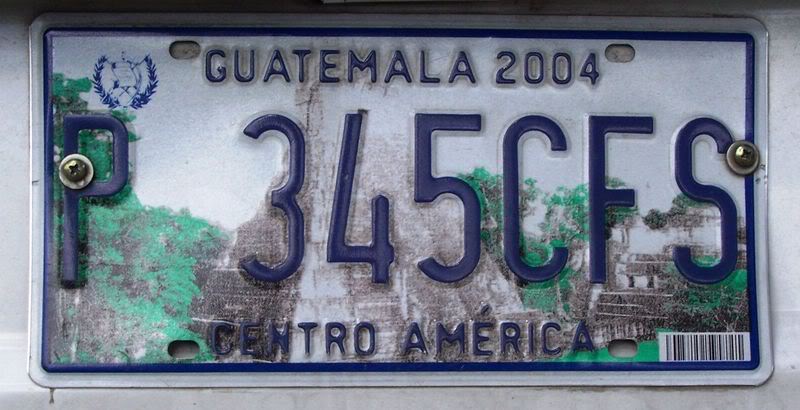 GUATEMALA 2004
P 345CFS
CENTRO AMÉRICA